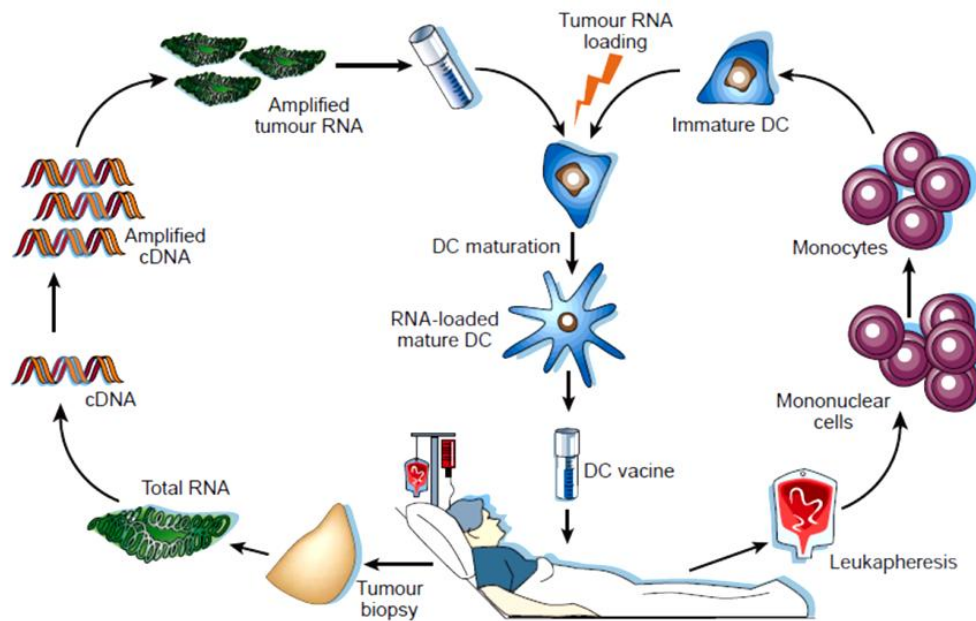 Tumour RNA
loading
Amplified
tumour RNA
Immature DC
Amplified
cDNA
DC maturation
Monocytes
RNA-loaded
mature DC
cDNA
Mononuclear
cells
DC vacine
Total RNA
Leukapheresis
Tumour
biopsy